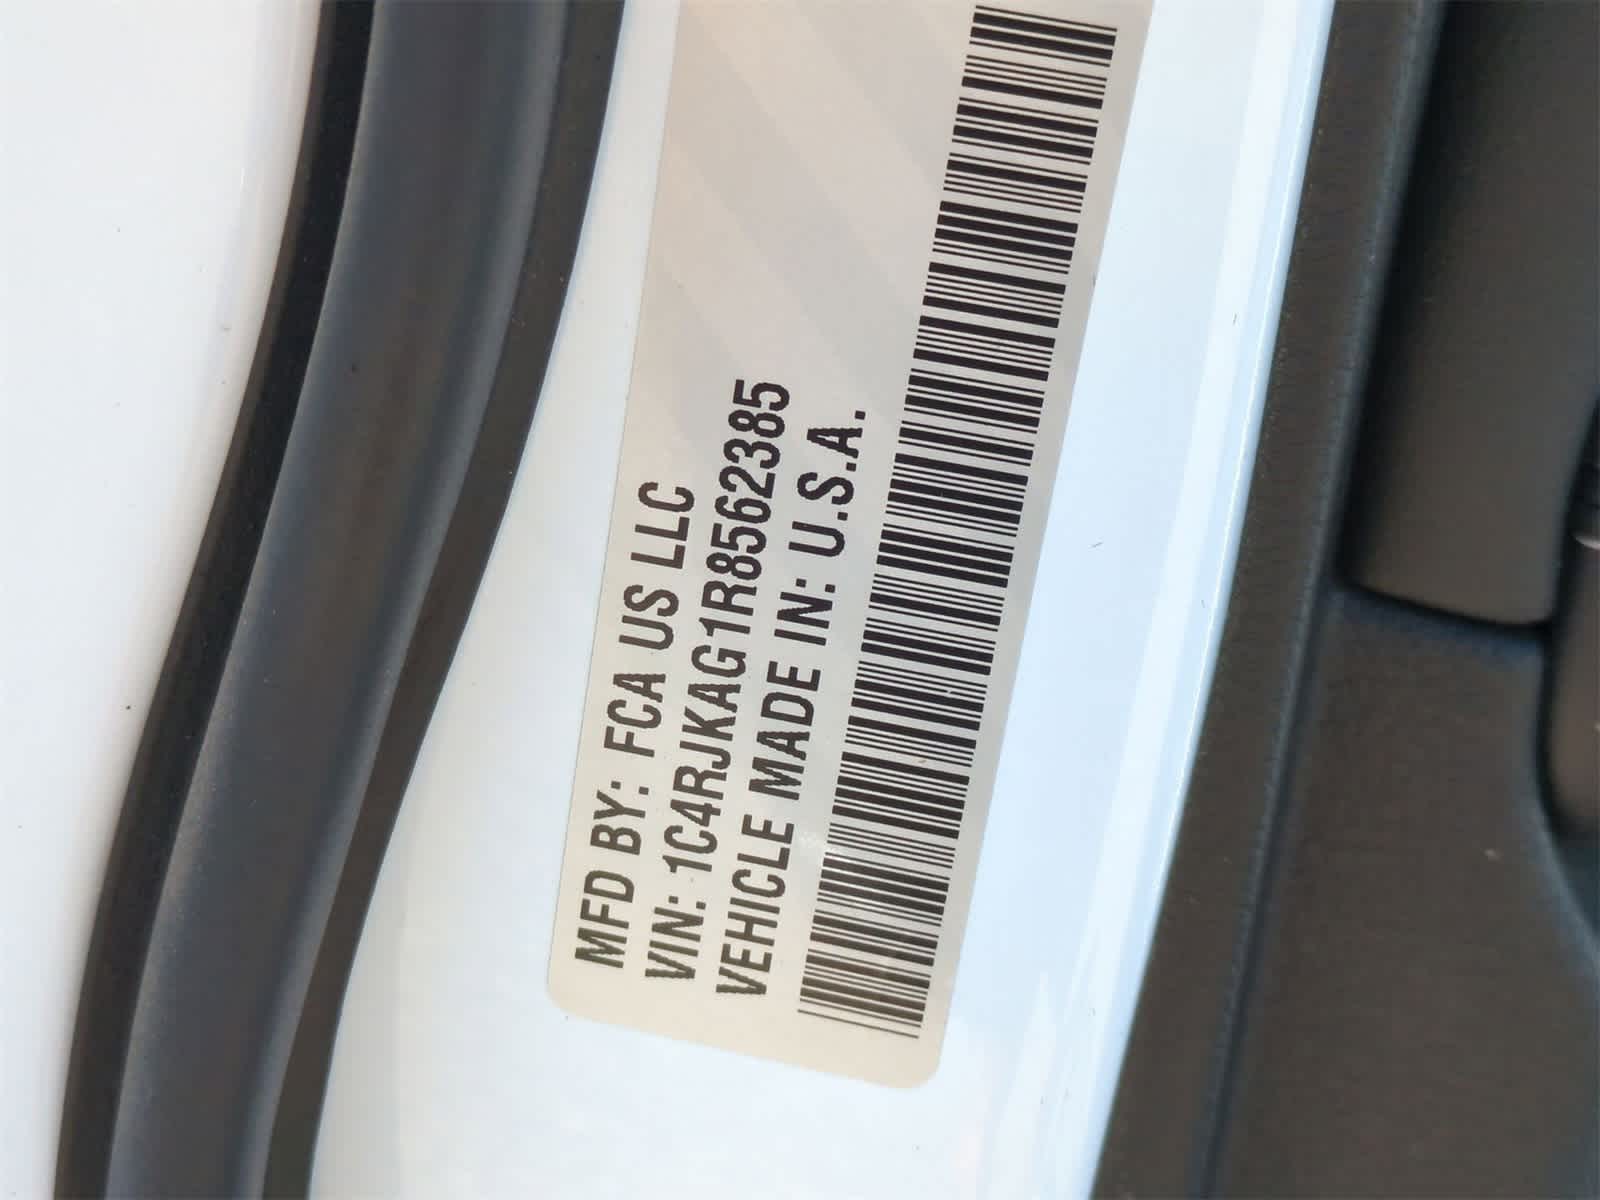 MFD BY: FCA US LLC
VIN: 1C4RJKAG1R8562385
VEHICLE MADE IN: U.S.A.